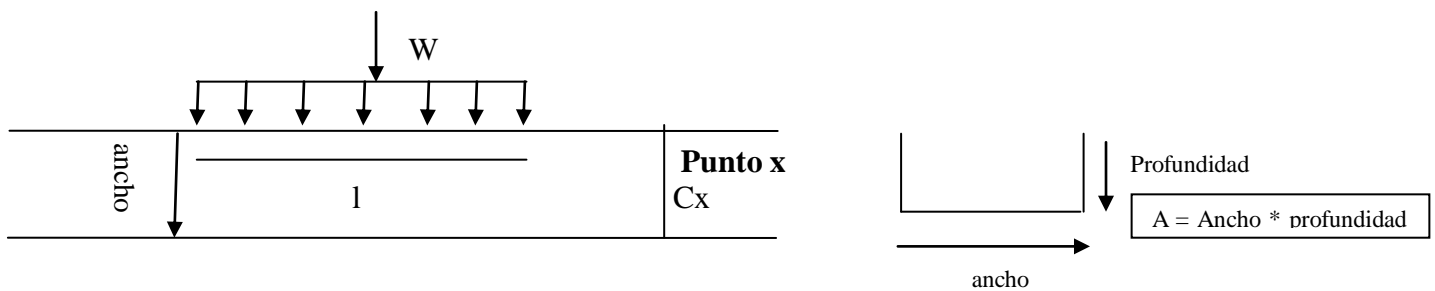 W
ancho
l
Punto x
Cx
Profundidad
A = Ancho * profundidad
ancho